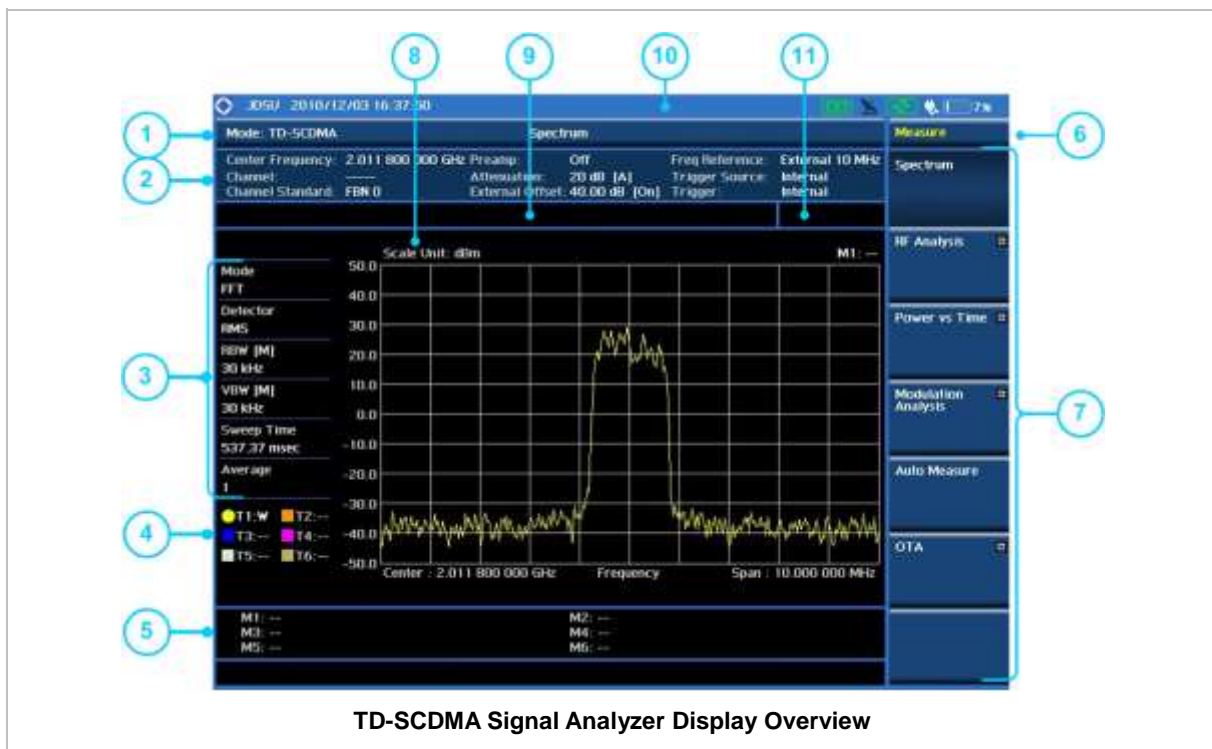 8 9 10 11
JDSU 2010/12/03 16:37:50 7%
1 Mode: TD-SCDMA Spectrum Measure 6
2
Center Frequency: 2.011 800 000 GHz Preamp: Off Freq Reference: External 10 MHz
Channel: ----- Attenuation: 20 dB [A] Trigger Source: Internal
Channel Standard: FBN 0 External Offset: 40.00 dB [On] Trigger: Internal
Spectrum
RF Analysis
Power vs Time
Modulation
Analysis
Auto Measure
OTA
7
Scale Unit: dBm M1: --
50.0
40.0
30.0
20.0
10.0
0.0
-10.0
-20.0
-30.0
-40.0
-50.0
Center : 2.011 800 000 GHz Frequency Span : 10.000 000 MHz
3
Mode
FFT
Detector
RMS
RBW [M]
30 kHz
VBW [M]
30 kHz
Sweep Time
537.37 msec
Average
1
4
T1:W T2:--
T3:-- T4:--
T5:-- T6:--
5
M1: -- M2: --
M3: -- M4: --
M5: -- M6: --
TD-SCDMA Signal Analyzer Display Overview